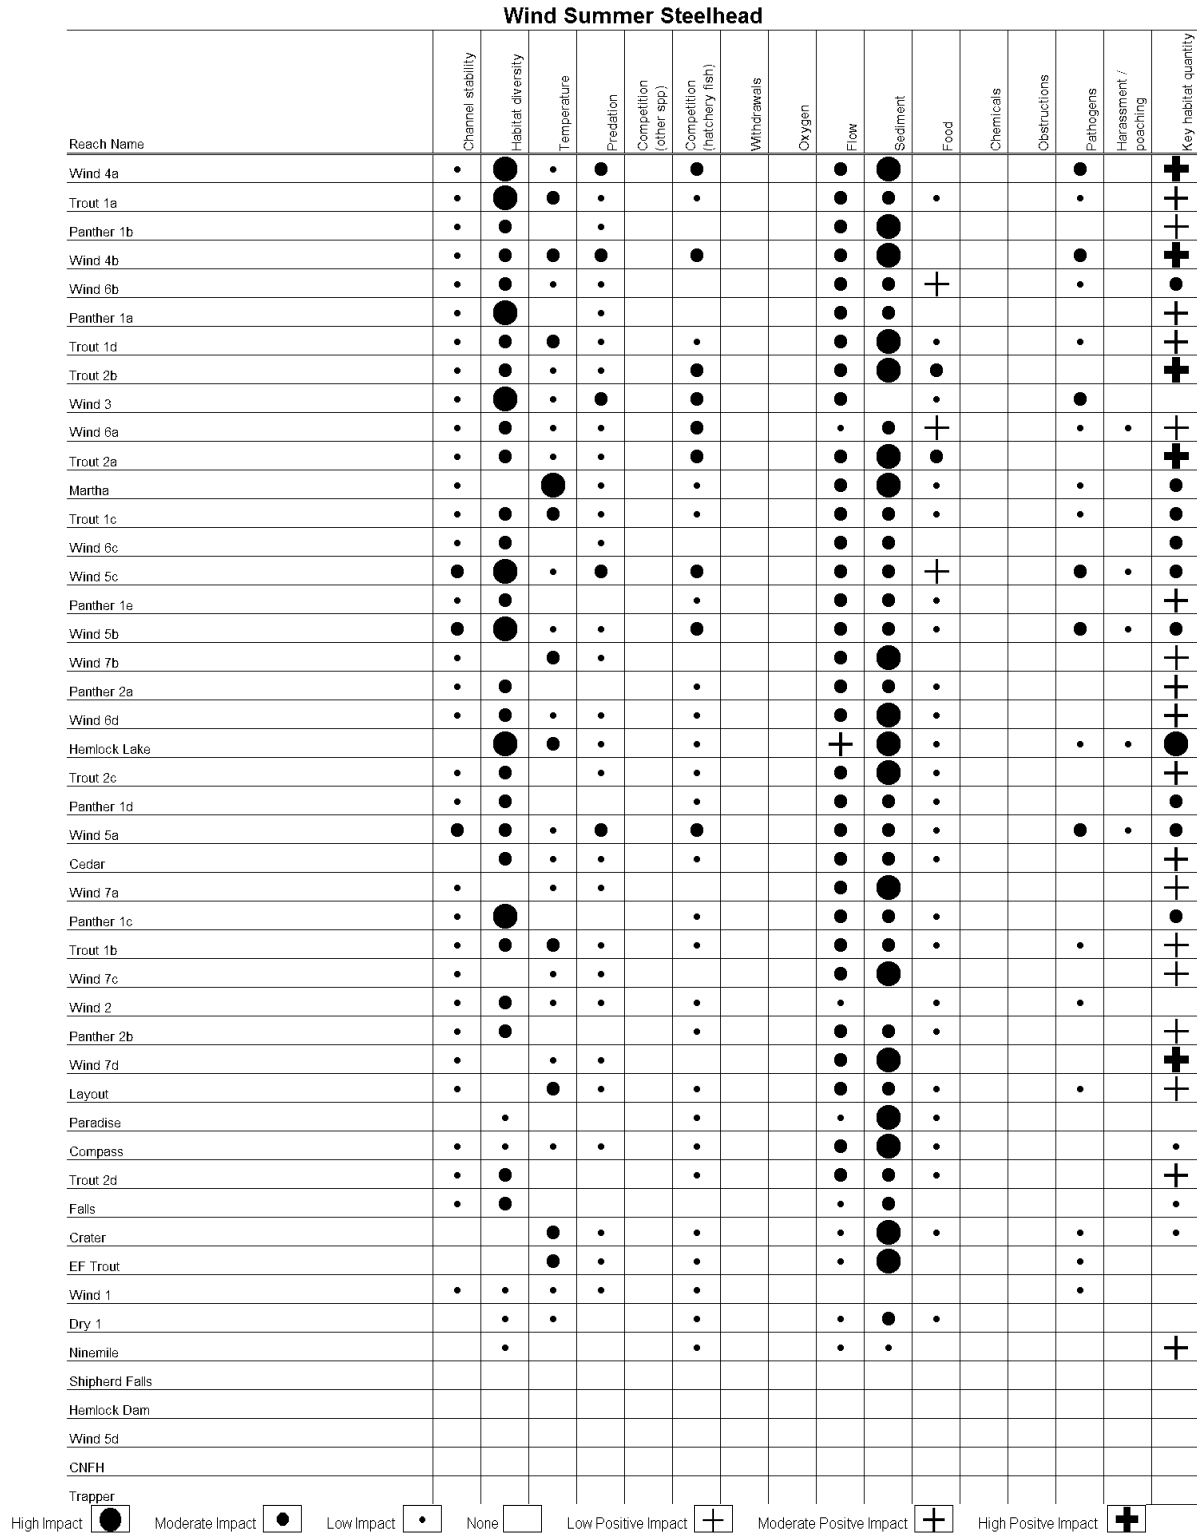 Wind Summer Steelhead
Reach Name
Channel stability
Habitat diversity
Temperature
Predation
Competition
(other spp)
Competition
(hatchery fish)
Withdrawals
Oxygen
Flow
Sediment
Food
Chemicals
Obstructions
Pathogens
Harassment /
poaching
Key habitat quantity
Wind 4a
Trout 1a
Panther 1b
Wind 4b
Wind 6b
Panther 1a
Trout 1d
Trout 2b
Wind 3
Wind 6a
Trout 2a
Martha
Trout 1c
Wind 6c
Wind 5c
Panther 1e
Wind 5b
Wind 7b
Panther 2a
Wind 6d
Hemlock Lake
Trout 2c
Panther 1d
Wind 5a
Cedar
Wind 7a
Panther 1c
Trout 1b
Wind 7c
Wind 2
Panther 2b
Wind 7d
Layout
Paradise
Compass
Trout 2d
Falls
Crater
EF Trout
Wind 1
Dry 1
Ninemile
Shipherd Falls
Hemlock Dam
Wind 5d
CNFH
Trapper
High Impact Moderate Impact Low Impact None Low Positive Impact Moderate Positve Impact High Positve Impact